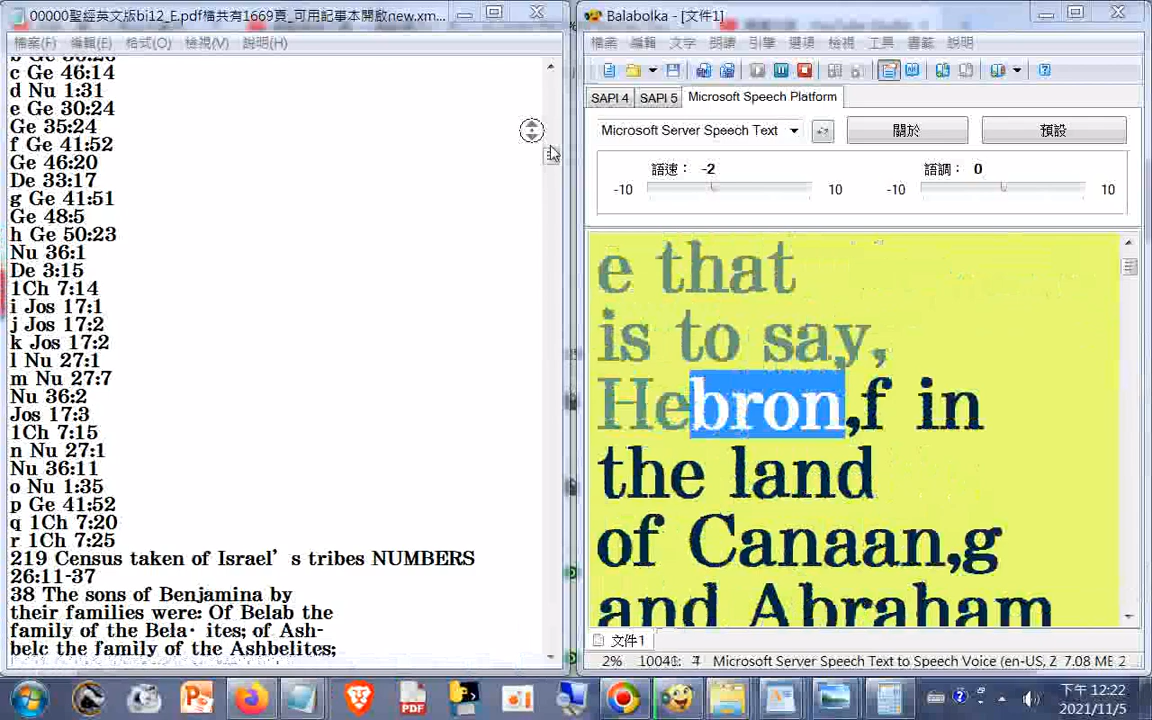 00000聖經英文版bi12_E.pdf檔共有1669頁_可用記事本開啟new.xm...
檔案(F) 編輯(E) 格式(O) 檢視(V) 說明(H)
c Ge 46:14
d Nu 1:31
e Ge 30:24
Ge 35:24
f Ge 41:52
Ge 46:20
De 33:17
g Ge 41:51
Ge 48:5
h Ge 50:23
Nu 36:1
De 3:15
1Ch 7:14
i Jos 17:1
j Jos 17:2
k Jos 17:2
l Nu 27:1
m Nu 27:7
Nu 36:2
Jos 17:3
1Ch 7:15
n Nu 27:1
Nu 36:11
o Nu 1:35
p Ge 41:52
q 1Ch 7:20
r 1Ch 7:25
219 Census taken of Israel’s tribes NUMBERS
26:11-37
38 The sons of Benjamina by
their families were: Of Belab the
family of the Bela·ites; of Ash-
belc the family of the Ashbelites;
Balabolka - [文件1]
檔案 編輯 文字 朗讀 引擎 選項 檢視 工具 書籤 說明
SAPI 4 SAPI 5 Microsoft Speech Platform
Microsoft Server Speech Text 關於 預設
語速： -2 語調： 0
-10 10 -10 10
e that
is to say,
Hebron,f in
the land
of Canaan,g
and Abraham
文件1
2% Microsoft Server Speech Text to Speech Voice (en-US, Z 7.08 ME 2
下午 12:22
2021/11/5